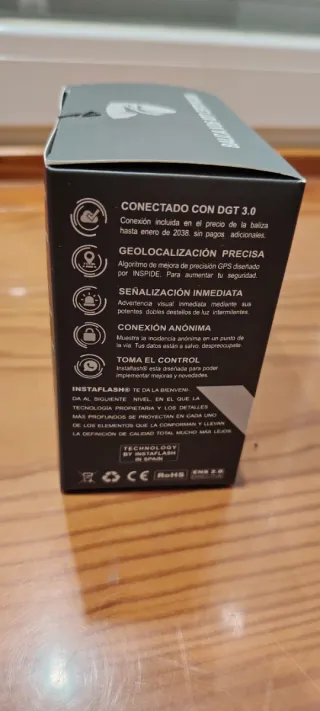 CONECTADO CON DGT 3.0
Conexión incluida en el precio de la baliza
hasta enero de 2038. sin pagos adicionales.
GEOLOCALIZACIÓN PRECISA
Algoritmo de mejora de precisión GPS diseñado
por INSPIDE. Para aumentar tu seguridad.
SEÑALIZACIÓN INMEDIATA
Advertencia visual inmediata mediante sus
potentes dobles destellos de luz intermitentes.
CONEXIÓN ANÓNIMA
Muestra la incidencia anónima en un punto de
la vía. Tus datos están a salvo, despreocupate.
TOMA EL CONTROL
Instaflash® esta diseñada para poder
implementar mejoras y novedades.
INSTAFLASH® TE DA LA BIENVENI-
DA AL SIGUIENTE NIVEL, EN EL QUE LA
TECNOLOGÍA PROPIETARIA Y LOS DETALLES
MÁS PROFUNDOS SE PROYECTAN EN CADA UNO
DE LOS ELEMENTOS QUE LA CONFORMAN Y LLEVAN
LA DEFINICIÓN DE CALIDAD TOTAL MUCHO MÁS LEJOS.
TECHNOLOGY
BY INSTAFLASH
IN SPAIN
CE RoHS